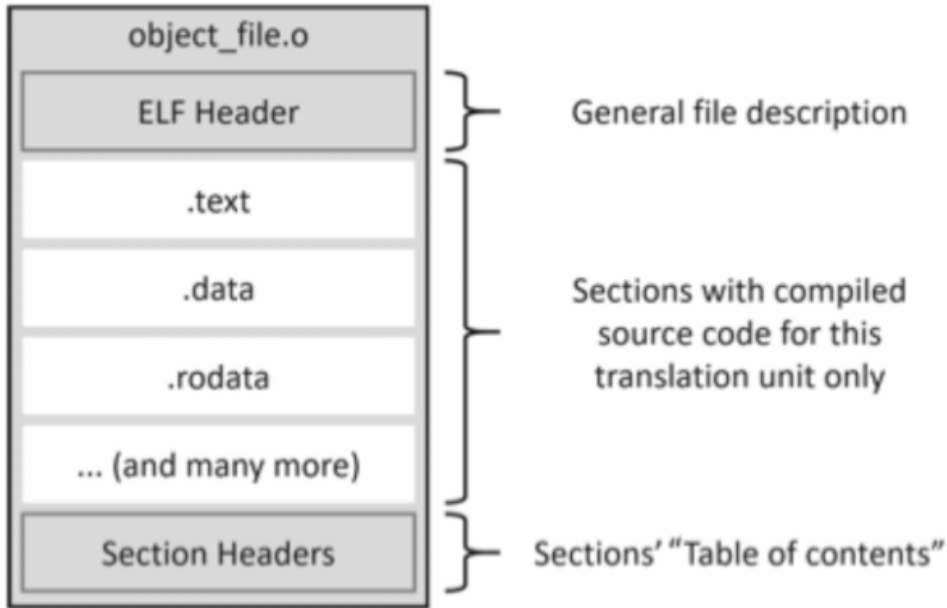 object_file.o
ELF Header
General file description
.text
.data
.rodata
... (and many more)
Sections with compiled
source code for this
translation unit only
Section Headers
Sections’ “Table of contents”